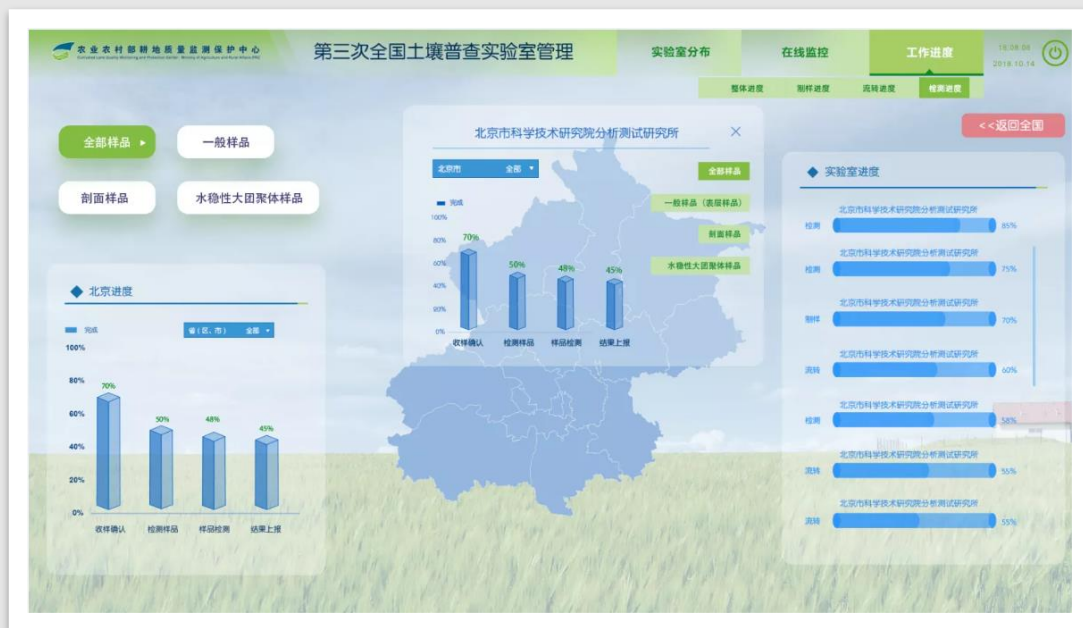 农业农村部耕地质量监测保护中心
第三次全国土壤普查实验室管理
实验室分布
在线监控
工作进度
2018.10.14
整体进度
制样进度
流转进度
检测进度
<<返回全国
全部样品
一般样品
剖面样品
水稳性大团聚体样品
北京进度
完成
省(区、市) 全部
100%
80%
60%
40%
20%
0%
70%
50%
48%
45%
收样确认
检测样品
样品检测
结果上报
北京市科学技术研究院分析测试研究所
北京市 全部
完成
100%
80%
60%
40%
20%
0%
70%
50%
48%
45%
收样确认
检测样品
样品检测
结果上报
全部样品
一般样品(表层样品)
剖面样品
水稳性大团聚体样品
实验室进度
北京市科学技术研究院分析测试研究所
检测 85%
北京市科学技术研究院分析测试研究所
检测 75%
北京市科学技术研究院分析测试研究所
制样 70%
北京市科学技术研究院分析测试研究所
流转 60%
北京市科学技术研究院分析测试研究所
检测 58%
北京市科学技术研究院分析测试研究所
流转 56%
北京市科学技术研究院分析测试研究所
流转 55%